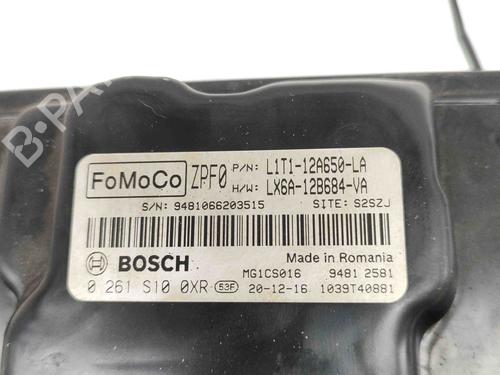 FoMoCo ZPF0 P/N: L1T1-12A650-LA
H/W: LX6A-12B684-VA
S/N: 9481066203515 SITE: S2SZJ
BOSCH Made in Romania
MG1CS016 9481 2581
0 261 S10 0XR 53F 20-12-16 1039T40881